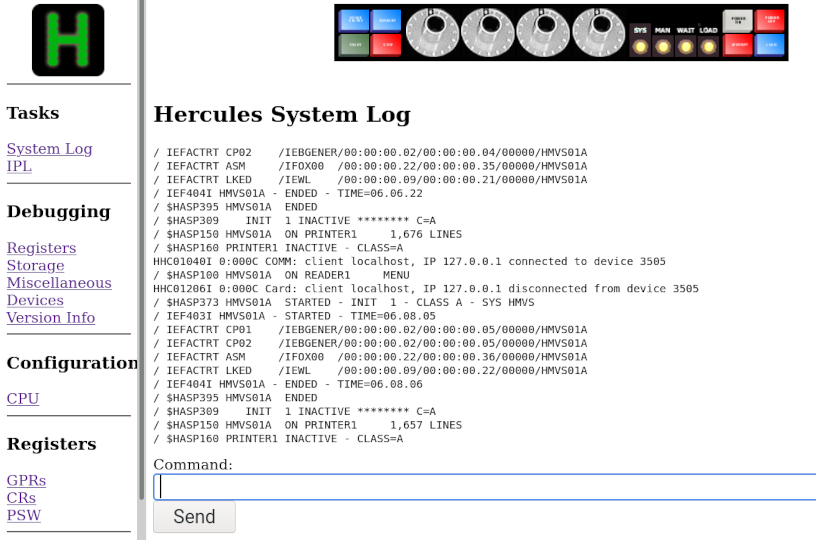 H
Tasks
System Log
IPL
Debugging
Registers
Storage
Miscellaneous
Devices
Version Info
Configuration
CPU
Registers
GPRs
CRs
PSW
SYS MAN WAIT LOAD
Hercules System Log
/ IEFACTRT CP02    /IEBGENER/00:00:00.02/00:00:00.04/00000/HMVS01A
/ IEFACTRT ASM     /IFOX00  /00:00:00.22/00:00:00.35/00000/HMVS01A
/ IEFACTRT LKED    /IEWL    /00:00:00.09/00:00:00.21/00000/HMVS01A
/ IEF404I HMVS01A - ENDED - TIME=06.06.22
/ $HASP395 HMVS01A  ENDED
/ $HASP309    INIT  1 INACTIVE ******** C=A
/ $HASP150 HMVS01A  ON PRINTER1     1,676 LINES
/ $HASP160 PRINTER1 INACTIVE - CLASS=A
HHC01040I 0:000C COMM: client localhost, IP 127.0.0.1 connected to device 3505
/ $HASP100 HMVS01A  ON READER1     MENU
HHC01206I 0:000C Card: client localhost, IP 127.0.0.1 disconnected from device 3505
/ $HASP373 HMVS01A  STARTED - INIT  1 - CLASS A - SYS HMVS
/ IEF403I HMVS01A - STARTED - TIME=06.08.05
/ IEFACTRT CP01    /IEBGENER/00:00:00.02/00:00:00.05/00000/HMVS01A
/ IEFACTRT CP02    /IEBGENER/00:00:00.02/00:00:00.05/00000/HMVS01A
/ IEFACTRT ASM     /IFOX00  /00:00:00.22/00:00:00.36/00000/HMVS01A
/ IEFACTRT LKED    /IEWL    /00:00:00.09/00:00:00.22/00000/HMVS01A
/ IEF404I HMVS01A - ENDED - TIME=06.08.06
/ $HASP395 HMVS01A  ENDED
/ $HASP309    INIT  1 INACTIVE ******** C=A
/ $HASP150 HMVS01A  ON PRINTER1     1,657 LINES
/ $HASP160 PRINTER1 INACTIVE - CLASS=A
Command:
Send